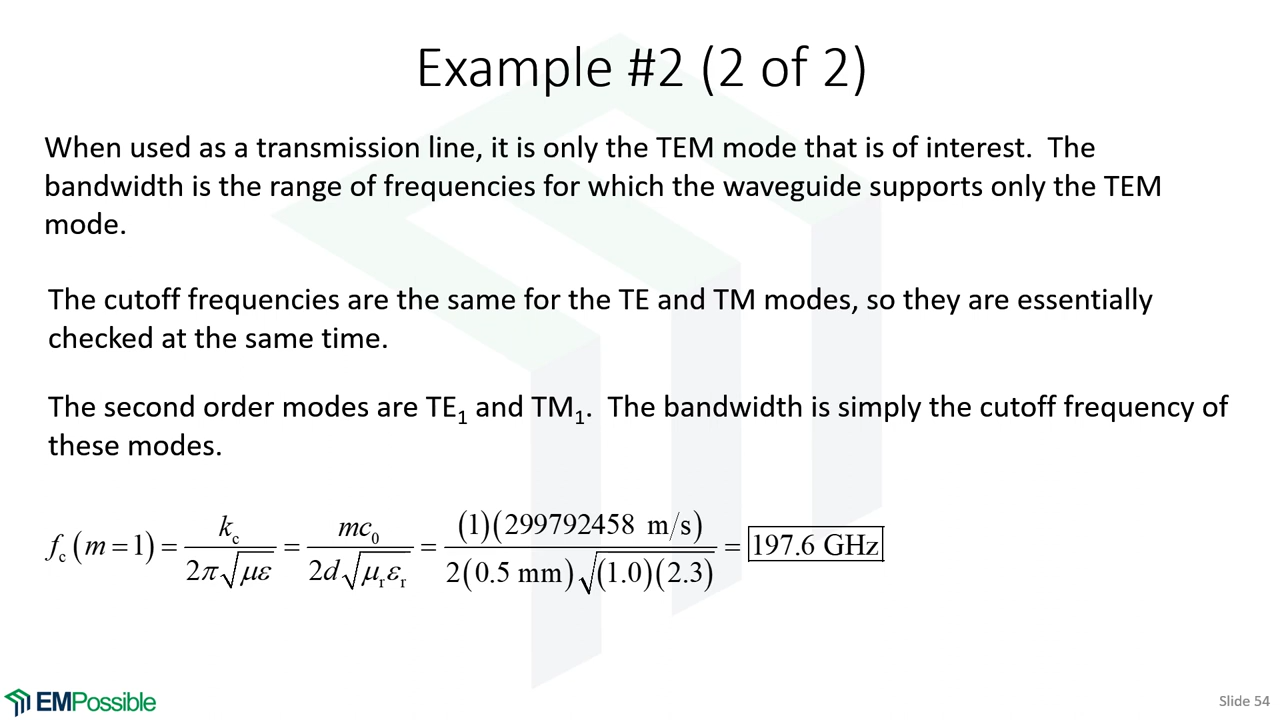 Example #2 (2 of 2)
When used as a transmission line, it is only the TEM mode that is of interest.  The
bandwidth is the range of frequencies for which the waveguide supports only the TEM
mode.
The cutoff frequencies are the same for the TE and TM modes, so they are essentially
checked at the same time.
The second order modes are TE₁ and TM₁.  The bandwidth is simply the cutoff frequency of
these modes.
f_c (m = 1) = k_c / (2π√(με)) = mc₀ / (2d√(μ_r ε_r)) = (1)(299792458 m/s) / (2(0.5 mm)√((1.0)(2.3))) = 197.6 GHz
EMPossible
Slide 54